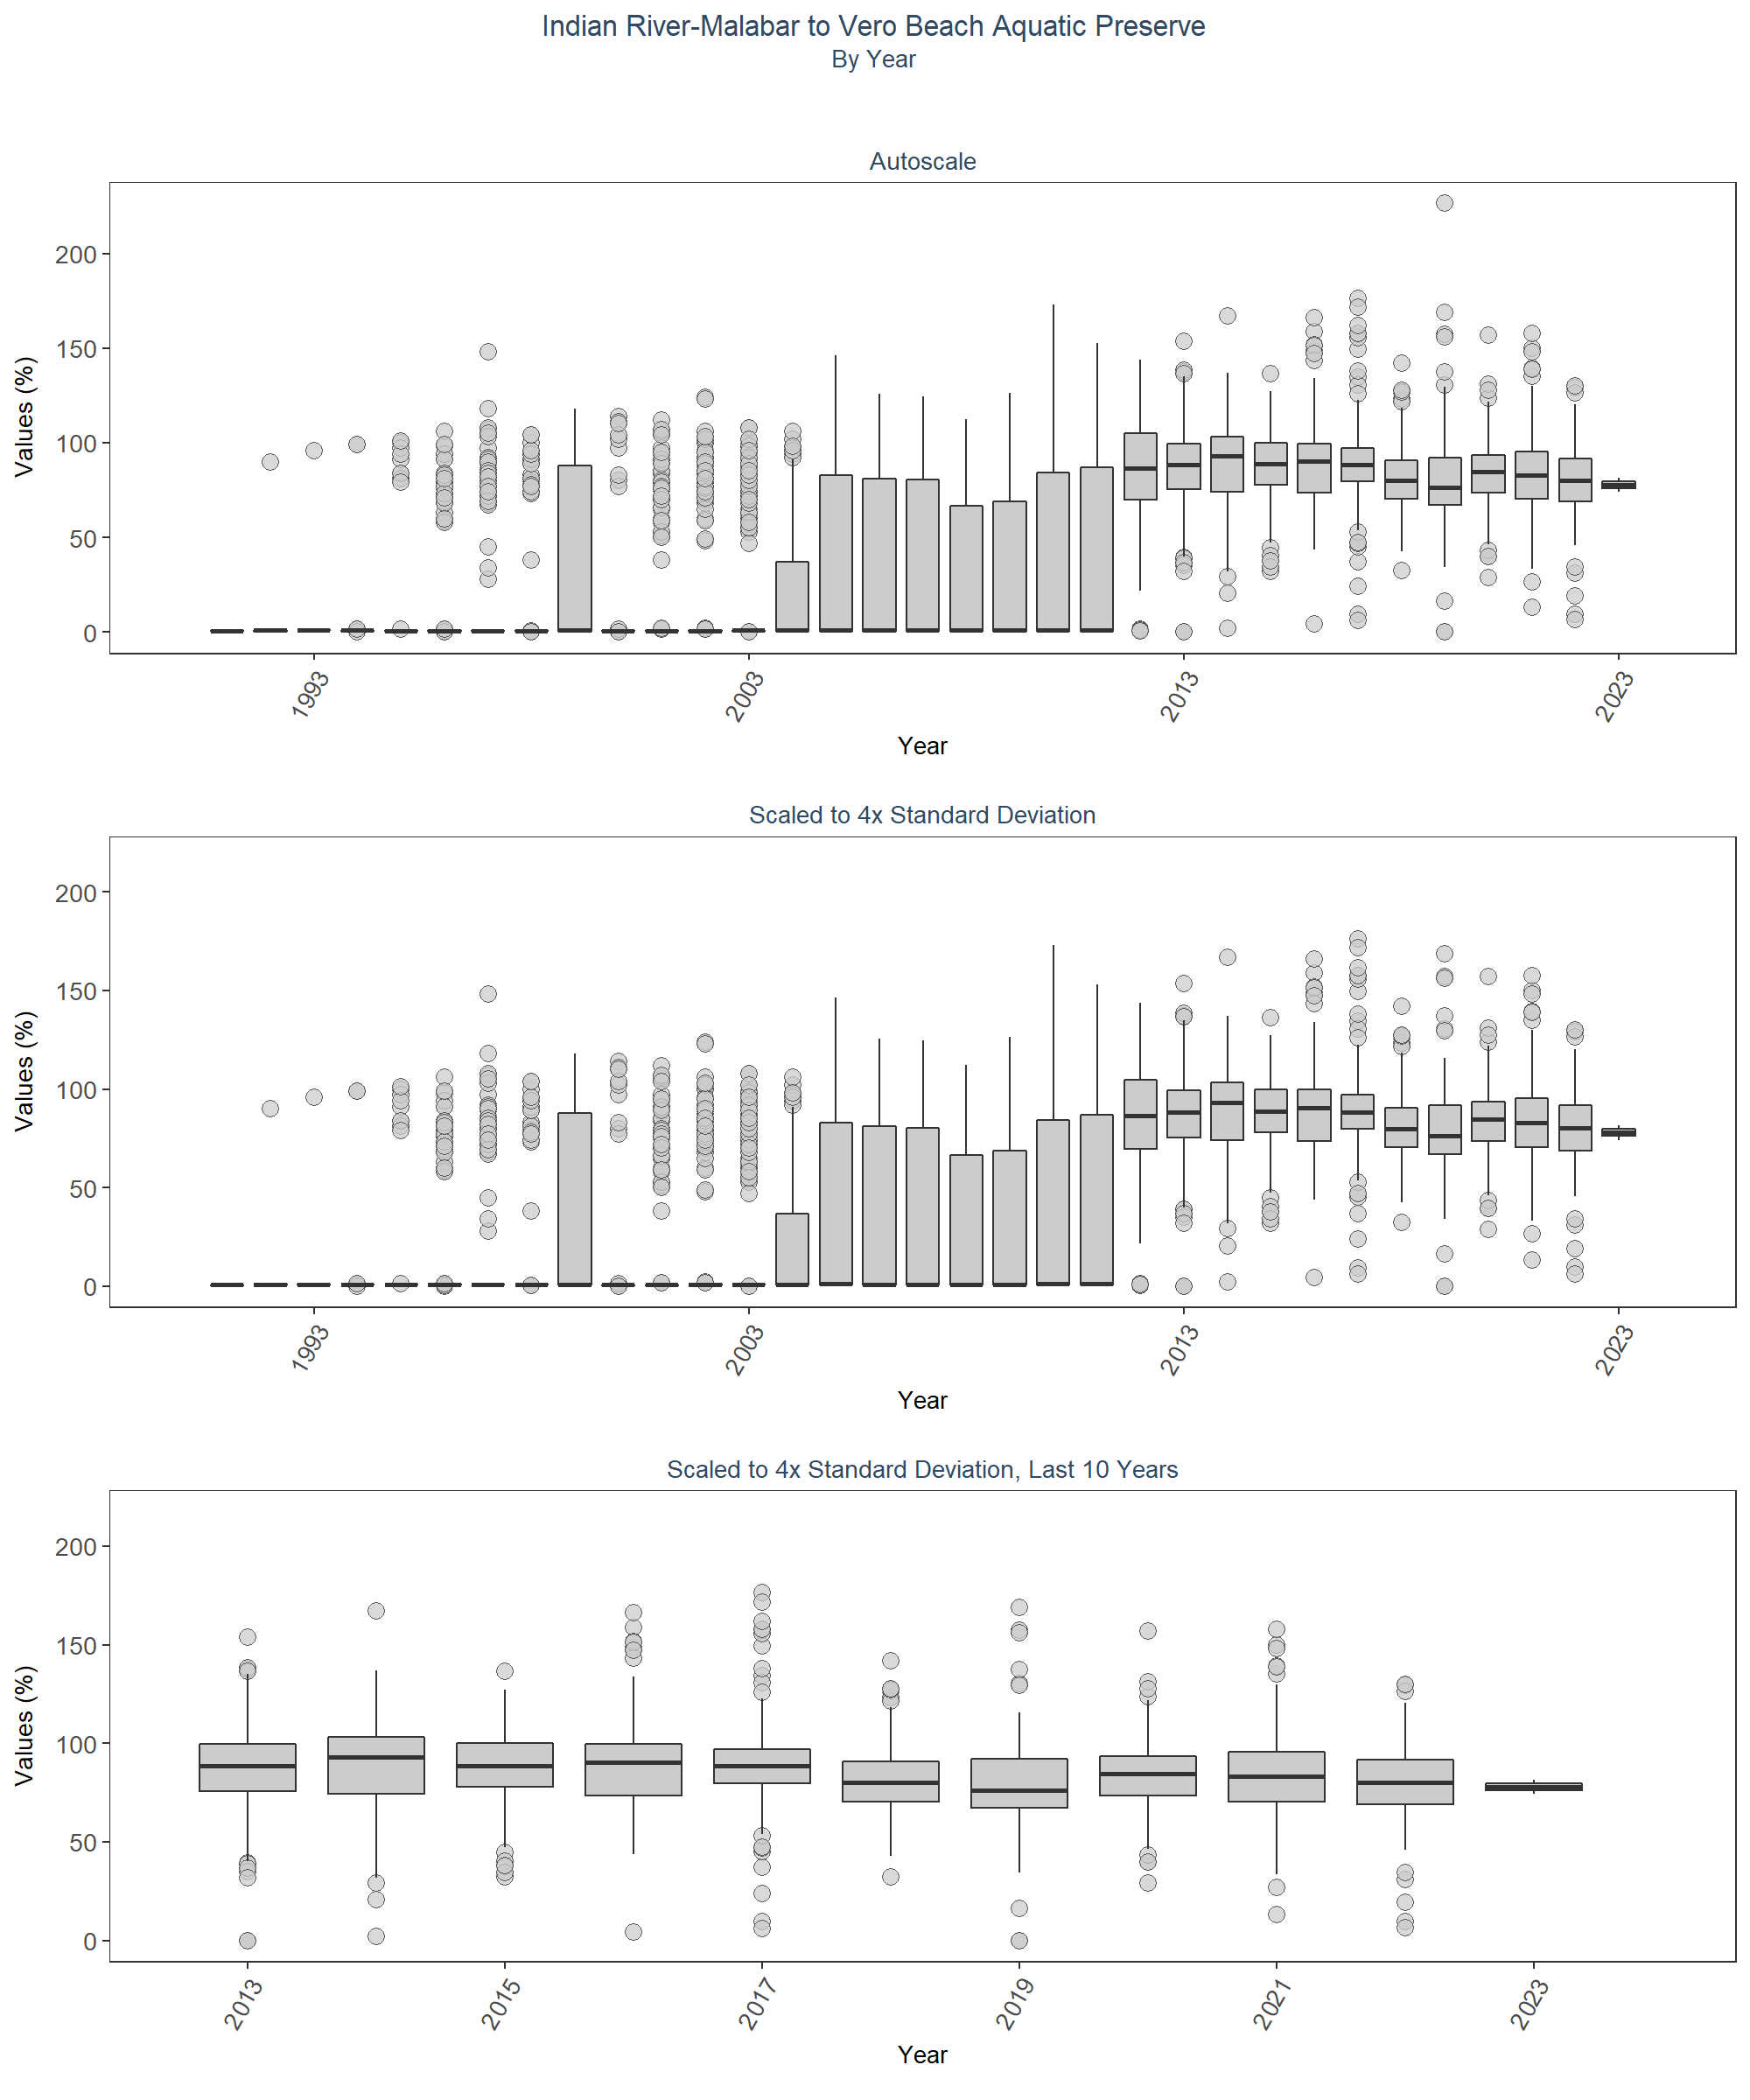 Indian River-Malabar to Vero Beach Aquatic Preserve
By Year
Autoscale
Values (%)
200
150
100
50
0
1993
2003
2013
2023
Year
Scaled to 4x Standard Deviation
Values (%)
200
150
100
50
0
1993
2003
2013
2023
Year
Scaled to 4x Standard Deviation, Last 10 Years
Values (%)
200
150
100
50
0
2013
2015
2017
2019
2021
2023
Year